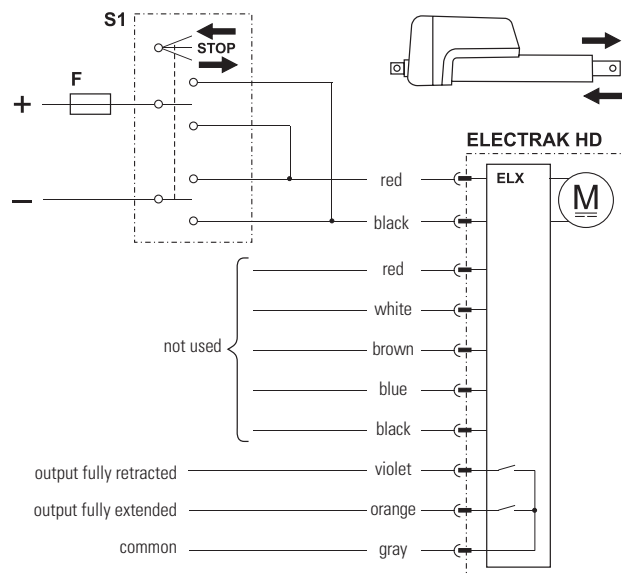 S1
STOP
F
+
−
ELECTRAK HD
red
ELX
M
black
red
white
not used
brown
blue
black
output fully retracted
violet
output fully extended
orange
common
gray